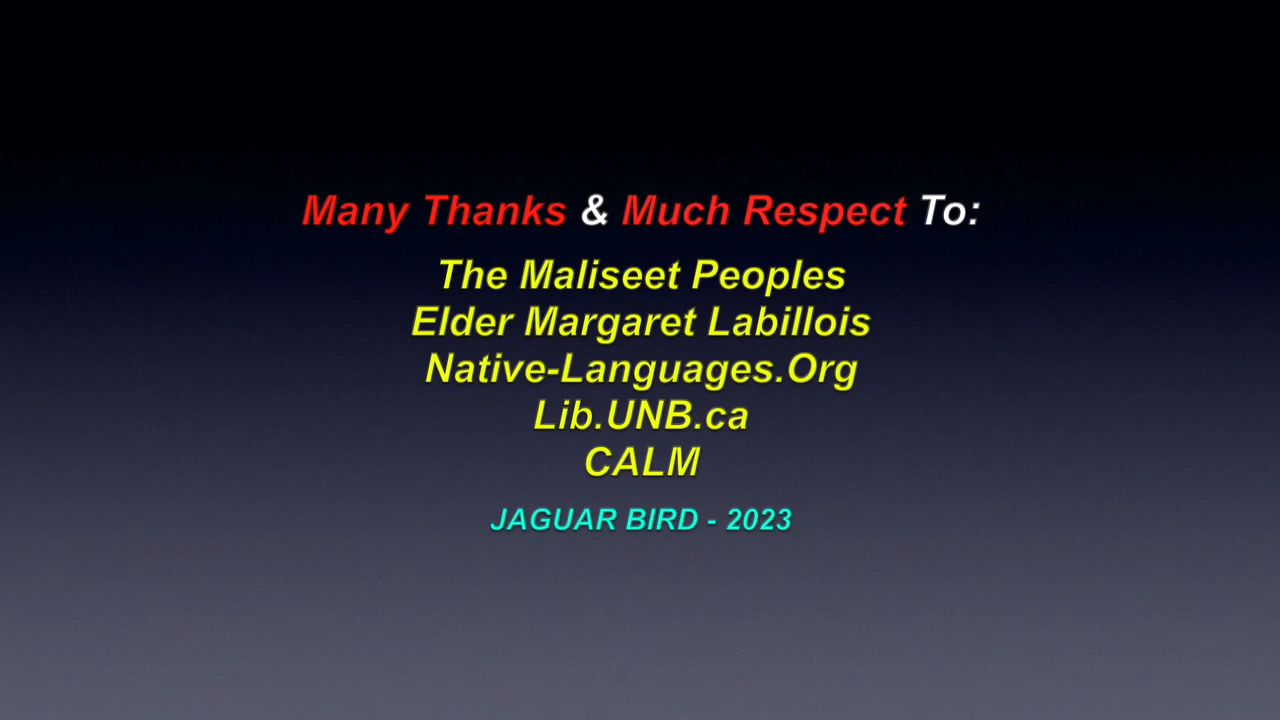 Many Thanks & Much Respect To:
The Maliseet Peoples
Elder Margaret Labillois
Native-Languages.Org
Lib.UNB.ca
CALM
JAGUAR BIRD - 2023